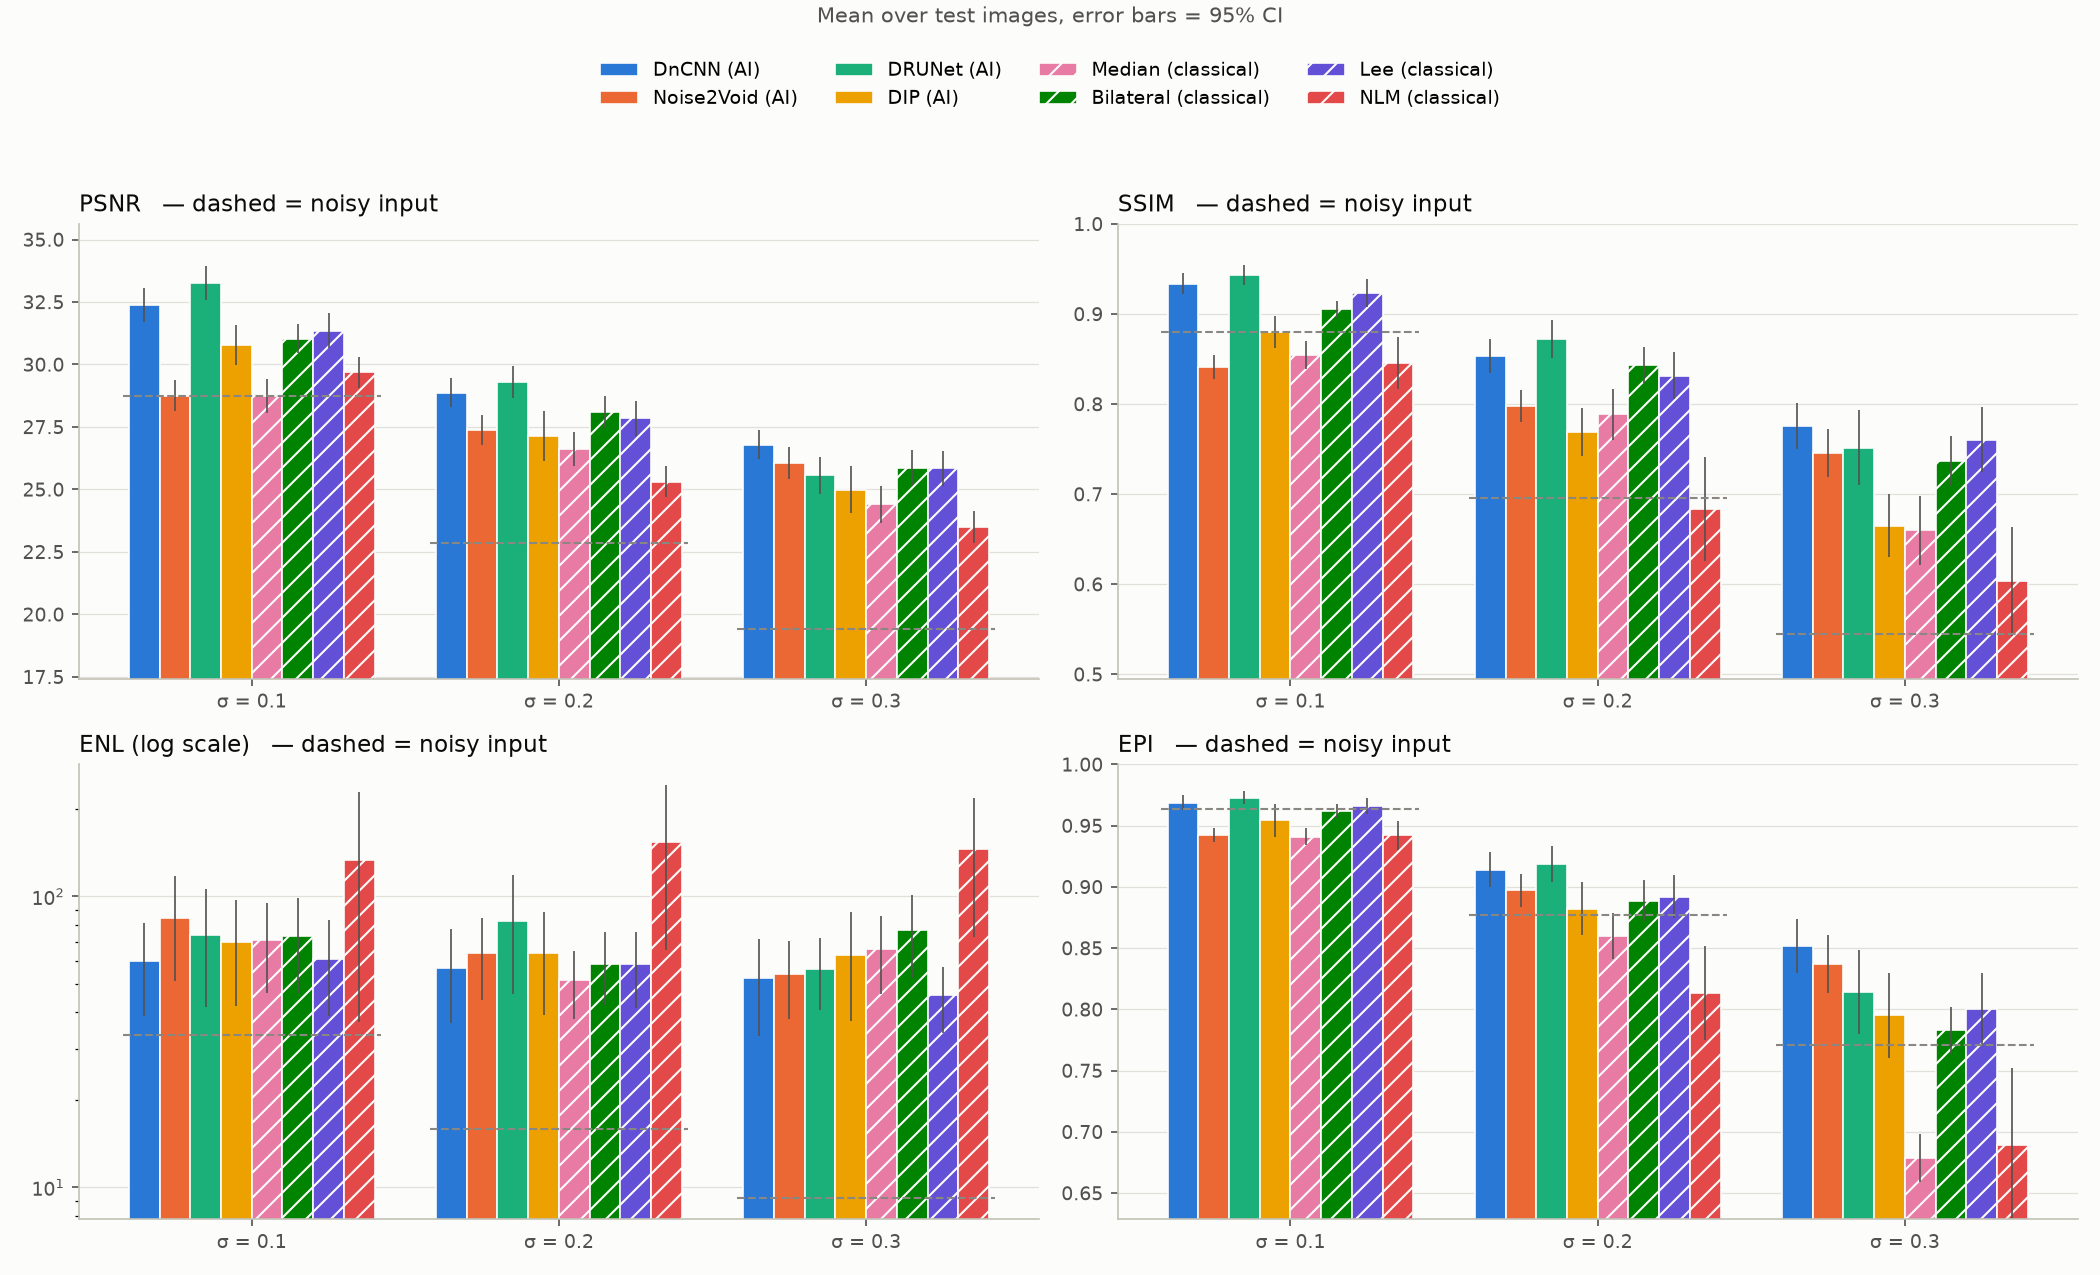 Mean over test images, error bars = 95% CI
DnCNN (AI)
DRUNet (AI)
Median (classical)
Lee (classical)
Noise2Void (AI)
DIP (AI)
Bilateral (classical)
NLM (classical)
PSNR — dashed = noisy input
35.0
32.5
30.0
27.5
25.0
22.5
20.0
17.5
σ = 0.1
σ = 0.2
σ = 0.3
SSIM — dashed = noisy input
1.0
0.9
0.8
0.7
0.6
0.5
σ = 0.1
σ = 0.2
σ = 0.3
ENL (log scale) — dashed = noisy input
10²
10¹
σ = 0.1
σ = 0.2
σ = 0.3
EPI — dashed = noisy input
1.00
0.95
0.90
0.85
0.80
0.75
0.70
0.65
σ = 0.1
σ = 0.2
σ = 0.3